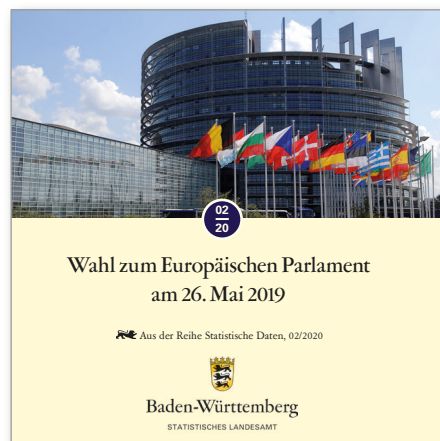 02
20
Wahl zum Europäischen Parlament
am 26. Mai 2019
Aus der Reihe Statistische Daten, 02/2020
Baden-Württemberg
STATISTISCHES LANDESAMT